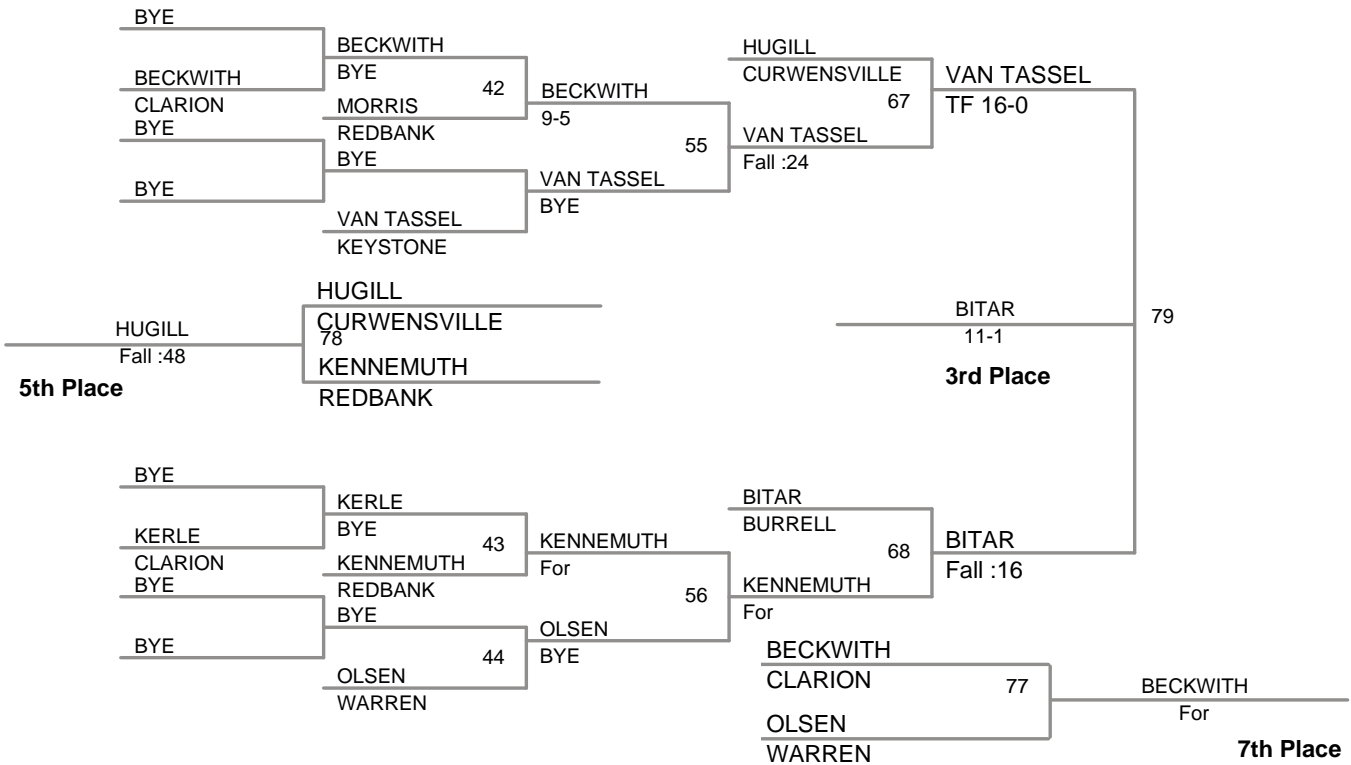 BYE
BECKWITH
CLARION
BYE
BYE
BECKWITH
BYE
42
MORRIS
REDBANK
BYE
VAN TASSEL
KEYSTONE
BECKWITH
9-5
55
VAN TASSEL
BYE
HUGILL
CURWENSVILLE
67
VAN TASSEL
Fall :24
VAN TASSEL
TF 16-0
HUGILL
Fall :48
5th Place
HUGILL
CURWENSVILLE
78
KENNEMUTH
REDBANK
BITAR
11-1
3rd Place
79
BYE
KERLE
CLARION
BYE
BYE
KERLE
BYE
43
KENNEMUTH
REDBANK
BYE
44
OLSEN
WARREN
KENNEMUTH
For
56
OLSEN
BYE
BITAR
BURRELL
68
KENNEMUTH
For
BITAR
Fall :16
BECKWITH
CLARION
77
OLSEN
WARREN
BECKWITH
For
7th Place